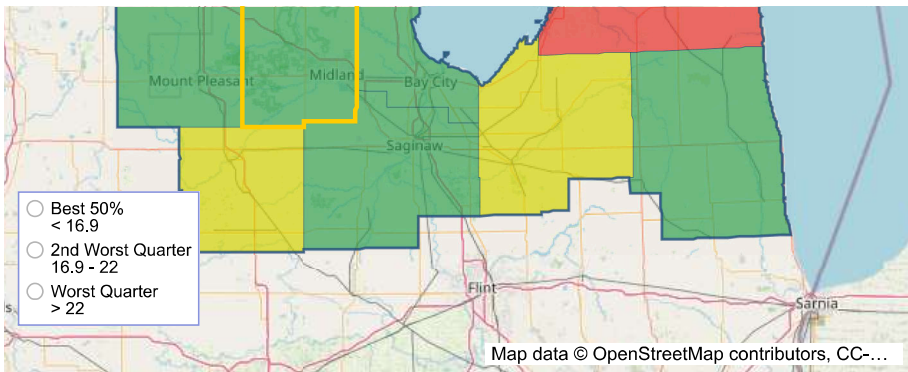 Mount Pleasant
Midland
Bay City
Saginaw
Best 50%
< 16.9
2nd Worst Quarter
16.9 - 22
Worst Quarter
> 22
Flint
Sarnia
s.
Map data © OpenStreetMap contributors, CC-…